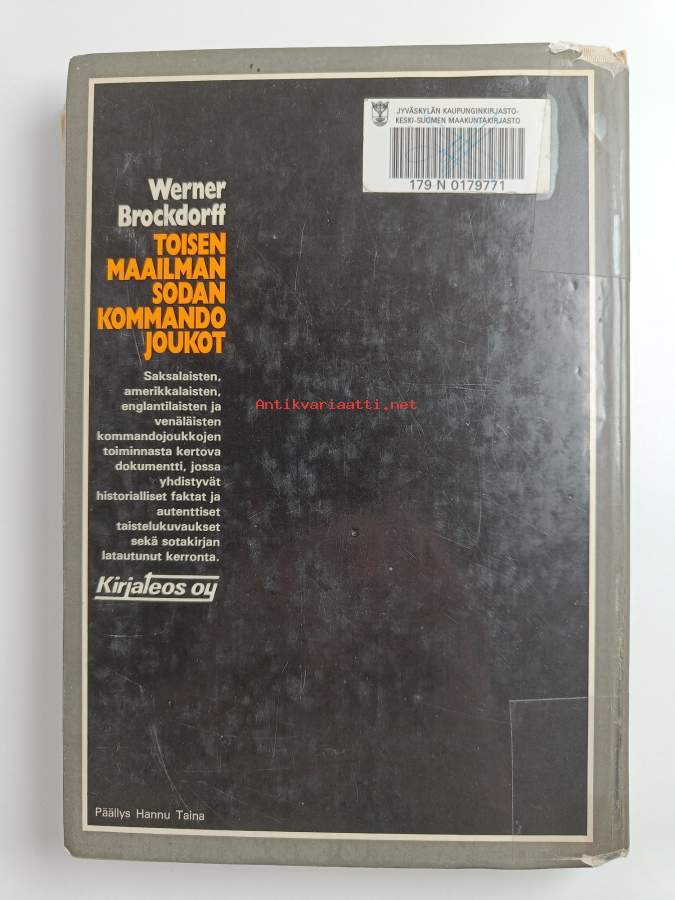 JYVÄSKYLÄN KAUPUNGINKIRJASTO-
KESKI-SUOMEN MAAKUNTAKIRJASTO
179 N 0179771
Werner
Brockdorff
TOISEN
MAAILMAN
SODAN
KOMMANDO
JOUKOT
Saksalaisten,
amerikkalaisten,
englantilaisten ja
venäläisten
kommandojoukkojen
toiminnasta kertova
dokumentti, jossa
yhdistyvät
historialliset faktat ja
autenttiset
taistelukuvaukset
sekä sotakirjan
latautunut kerronta.
Kirjateos oy
Antikvariaatti.net
Päällys Hannu Taina